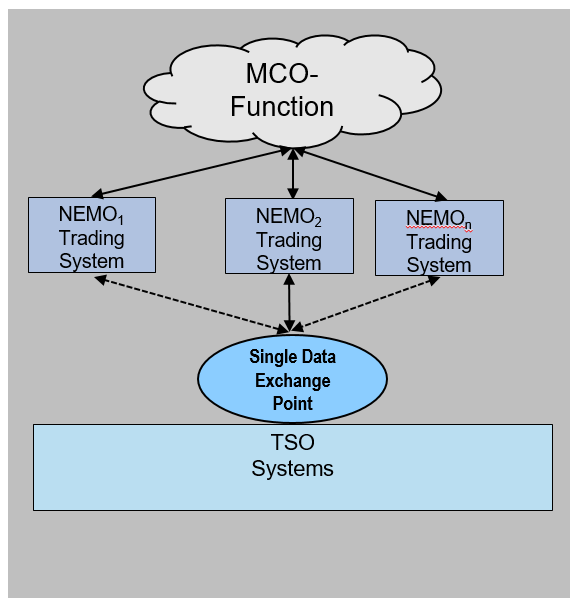 MCO-
Function
NEMO₁
Trading
System
NEMO₂
Trading
System
NEMOₙ
Trading
System
Single Data
Exchange
Point
TSO
Systems